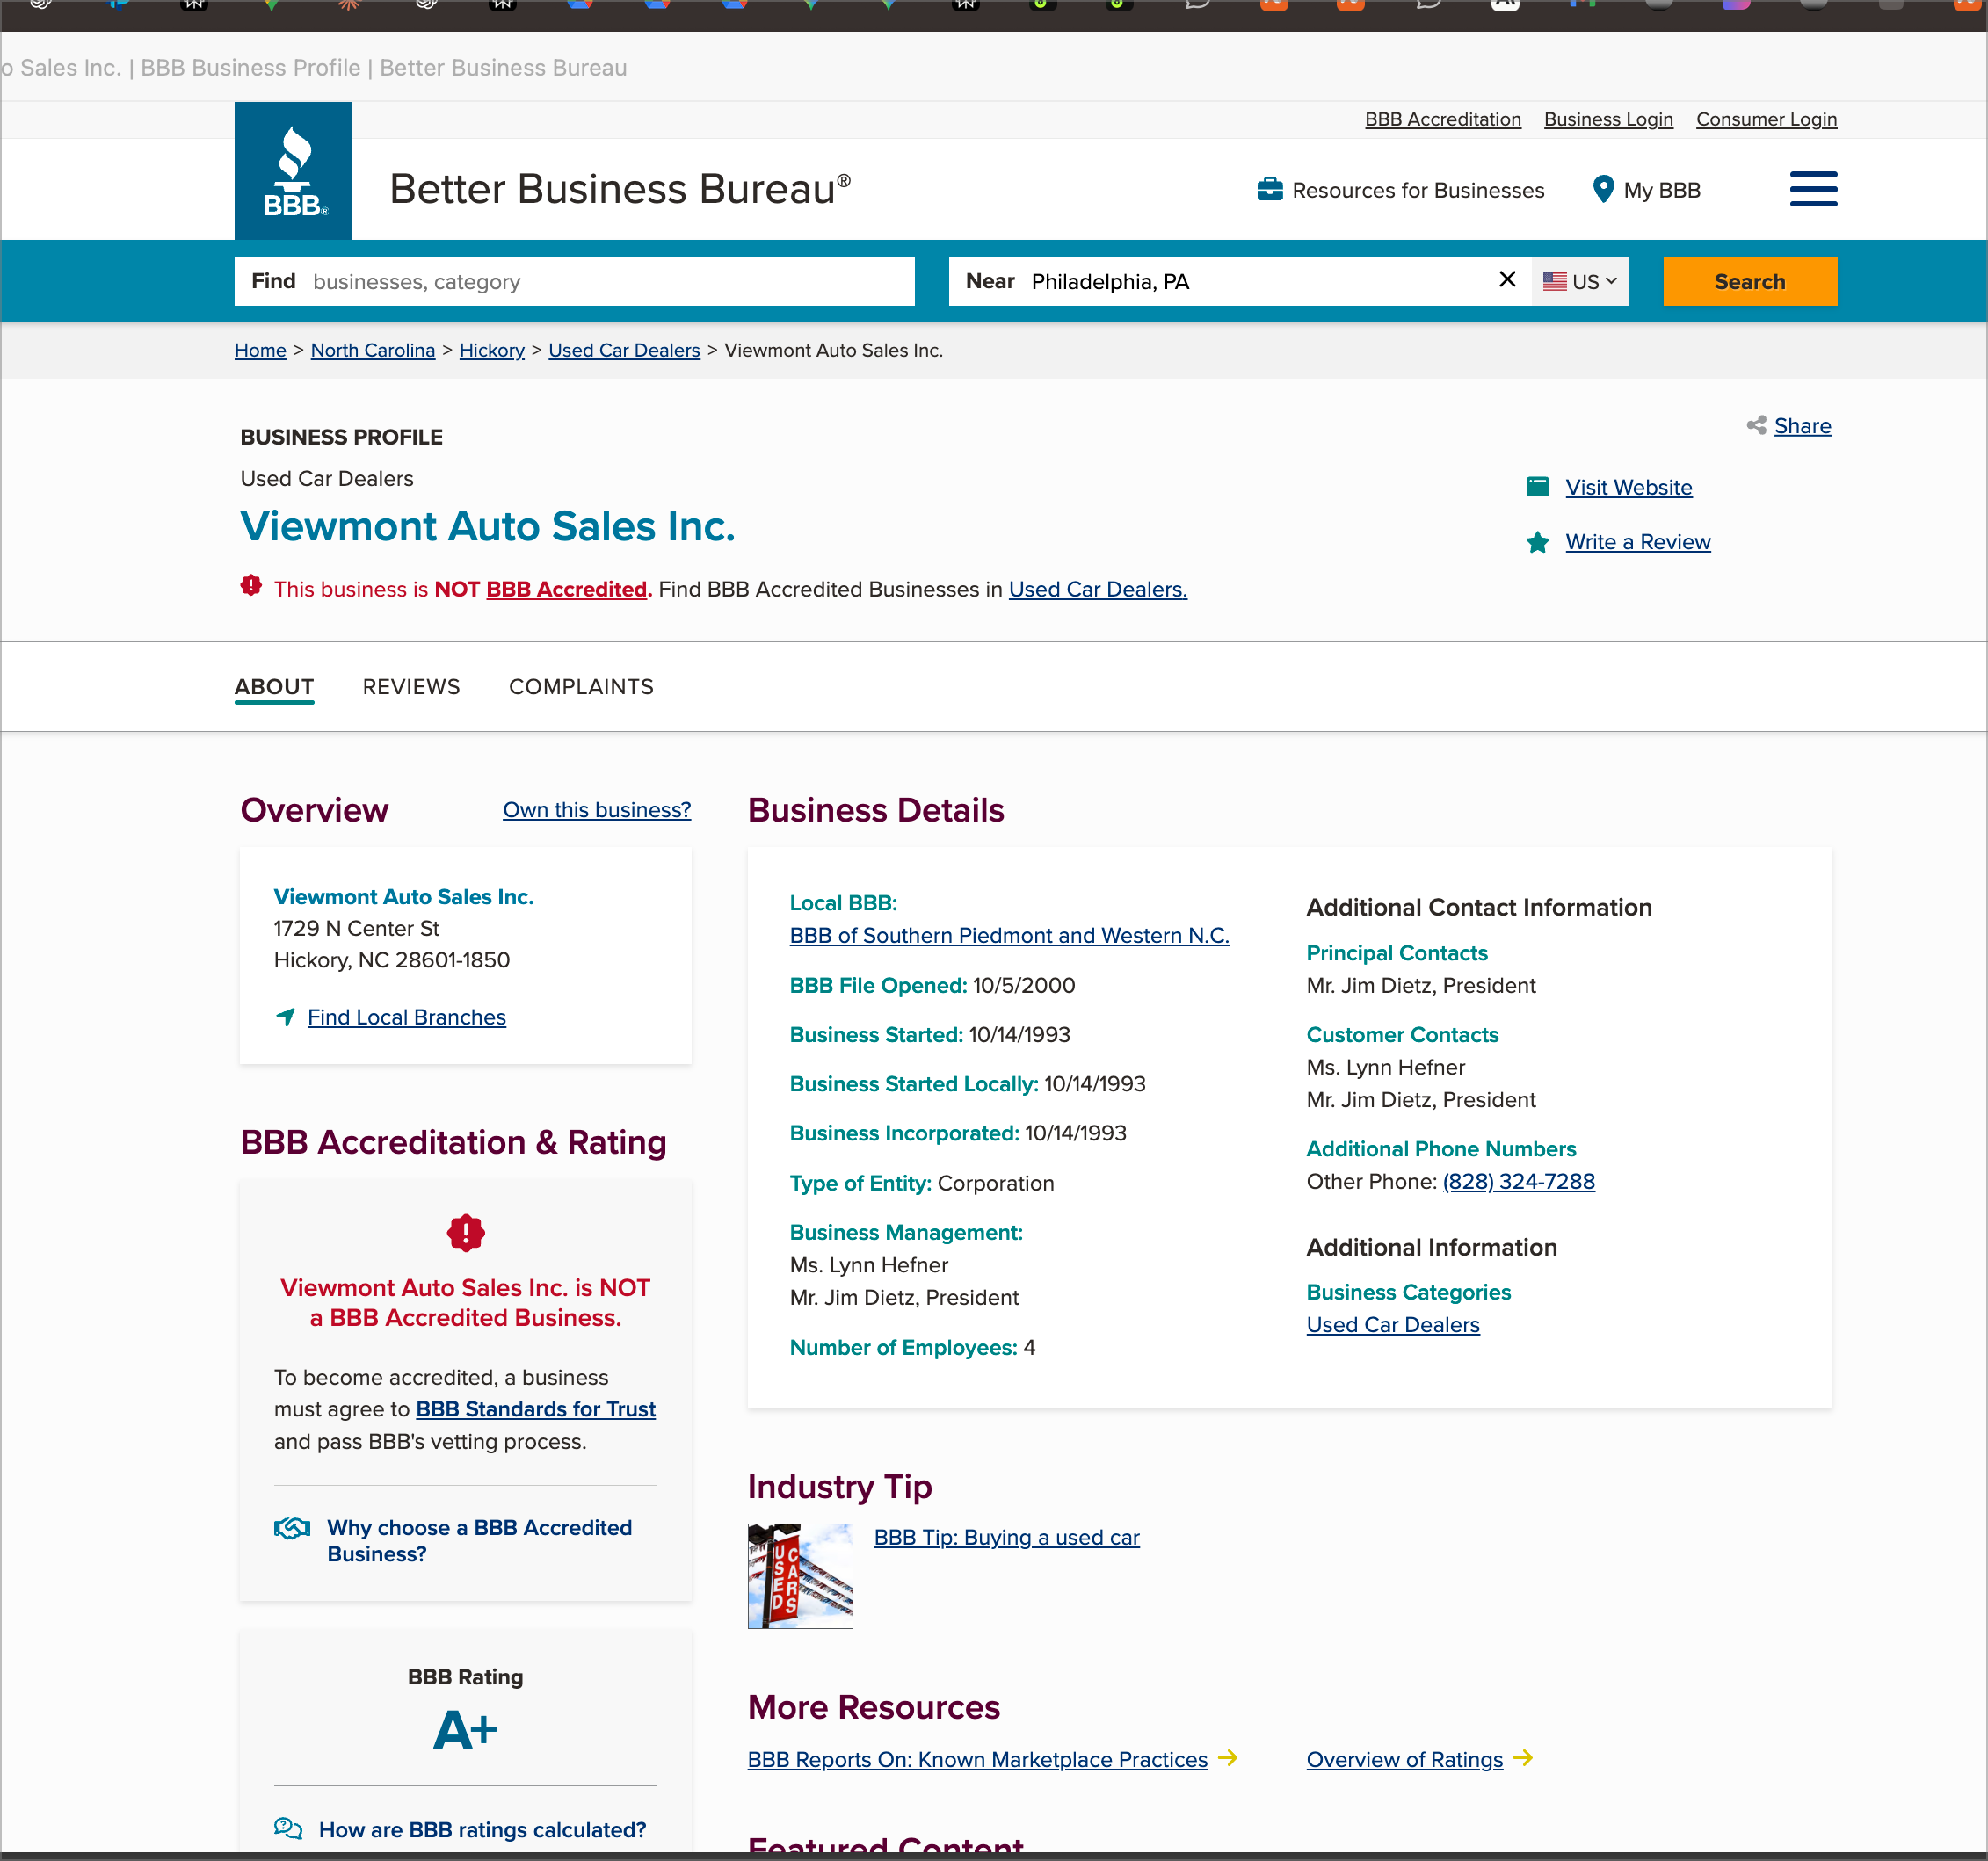 o Sales Inc. | BBB Business Profile | Better Business Bureau
BBB Accreditation Business Login Consumer Login
BBB®
Better Business Bureau®
Resources for Businesses My BBB
Find businesses, category
Near Philadelphia, PA
US
Search
Home > North Carolina > Hickory > Used Car Dealers > Viewmont Auto Sales Inc.
Share
BUSINESS PROFILE
Used Car Dealers
Viewmont Auto Sales Inc.
This business is NOT BBB Accredited. Find BBB Accredited Businesses in Used Car Dealers.
Visit Website
Write a Review
ABOUT REVIEWS COMPLAINTS
Overview
Own this business?
Viewmont Auto Sales Inc.
1729 N Center St
Hickory, NC 28601-1850
Find Local Branches
BBB Accreditation & Rating
Viewmont Auto Sales Inc. is NOT
a BBB Accredited Business.
To become accredited, a business
must agree to BBB Standards for Trust
and pass BBB's vetting process.
Why choose a BBB Accredited
Business?
BBB Rating
A+
How are BBB ratings calculated?
Business Details
Local BBB:
BBB of Southern Piedmont and Western N.C.
BBB File Opened: 10/5/2000
Business Started: 10/14/1993
Business Started Locally: 10/14/1993
Business Incorporated: 10/14/1993
Type of Entity: Corporation
Business Management:
Ms. Lynn Hefner
Mr. Jim Dietz, President
Number of Employees: 4
Additional Contact Information
Principal Contacts
Mr. Jim Dietz, President
Customer Contacts
Ms. Lynn Hefner
Mr. Jim Dietz, President
Additional Phone Numbers
Other Phone: (828) 324-7288
Additional Information
Business Categories
Used Car Dealers
Industry Tip
USED
CARS
BBB Tip: Buying a used car
More Resources
BBB Reports On: Known Marketplace Practices
Overview of Ratings
Featured Content